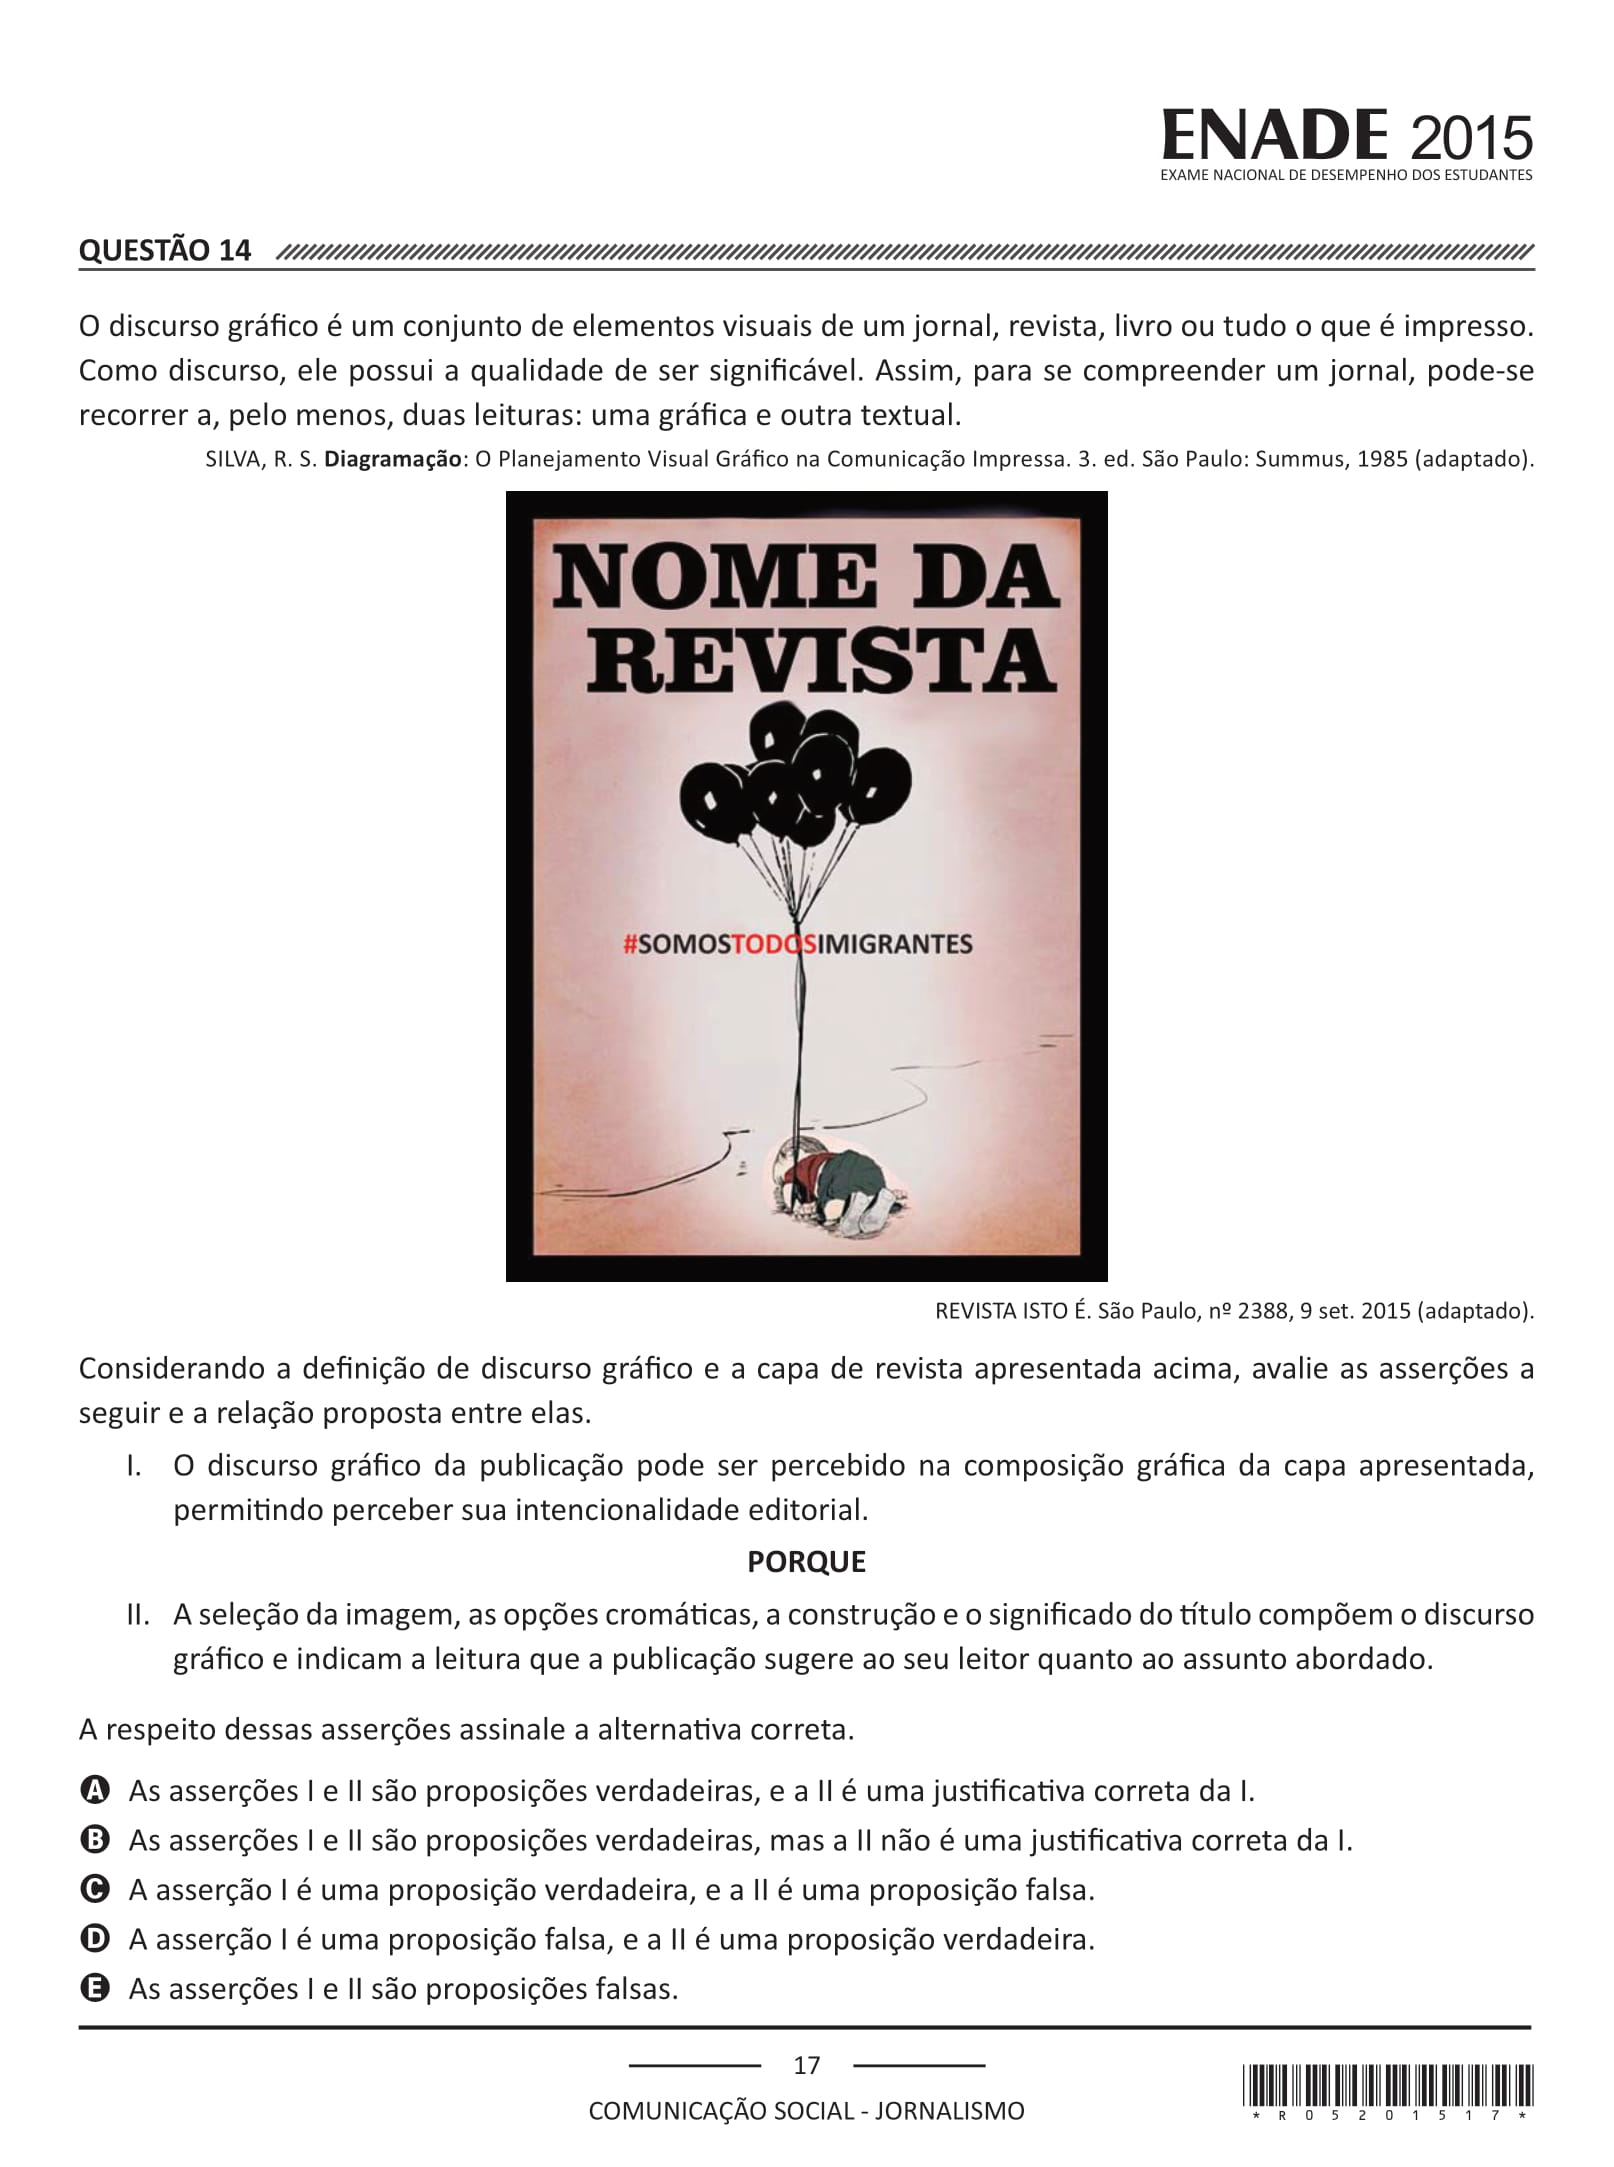 ENADE 2015
EXAME NACIONAL DE DESEMPENHO DOS ESTUDANTES
QUESTÃO 14
O discurso gráfico é um conjunto de elementos visuais de um jornal, revista, livro ou tudo o que é impresso.
Como discurso, ele possui a qualidade de ser significável. Assim, para se compreender um jornal, pode-se
recorrer a, pelo menos, duas leituras: uma gráfica e outra textual.
SILVA, R. S. Diagramação: O Planejamento Visual Gráfico na Comunicação Impressa. 3. ed. São Paulo: Summus, 1985 (adaptado).
NOME DA
REVISTA
#SOMOSTODOSIMIGRANTES
REVISTA ISTO É. São Paulo, nº 2388, 9 set. 2015 (adaptado).
Considerando a definição de discurso gráfico e a capa de revista apresentada acima, avalie as asserções a
seguir e a relação proposta entre elas.
I. O discurso gráfico da publicação pode ser percebido na composição gráfica da capa apresentada,
permitindo perceber sua intencionalidade editorial.
PORQUE
II. A seleção da imagem, as opções cromáticas, a construção e o significado do título compõem o discurso
gráfico e indicam a leitura que a publicação sugere ao seu leitor quanto ao assunto abordado.
A respeito dessas asserções assinale a alternativa correta.
A As asserções I e II são proposições verdadeiras, e a II é uma justificativa correta da I.
B As asserções I e II são proposições verdadeiras, mas a II não é uma justificativa correta da I.
C A asserção I é uma proposição verdadeira, e a II é uma proposição falsa.
D A asserção I é uma proposição falsa, e a II é uma proposição verdadeira.
E As asserções I e II são proposições falsas.
17
COMUNICAÇÃO SOCIAL - JORNALISMO
* R 0 5 2 0 1 5 1 7 *